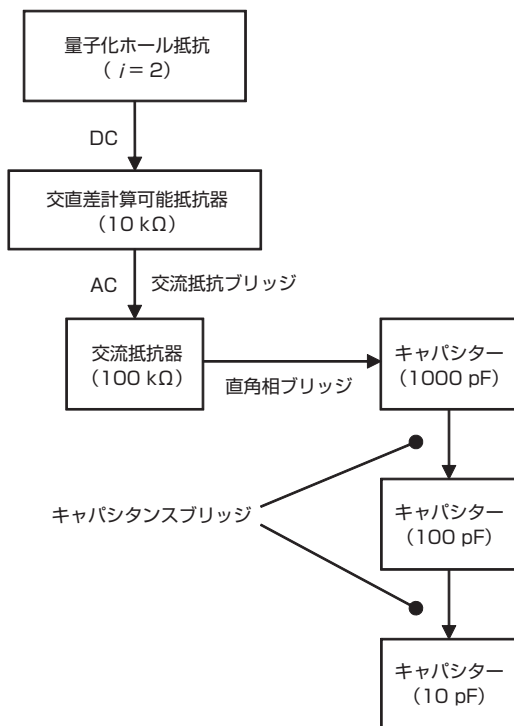 量子化ホール抵抗
( i = 2)
DC
交直差計算可能抵抗器
(10 kΩ)
AC
交流抵抗ブリッジ
交流抵抗器
(100 kΩ)
直角相ブリッジ
キャパシター
(1000 pF)
キャパシタンスブリッジ
キャパシター
(100 pF)
キャパシター
(10 pF)